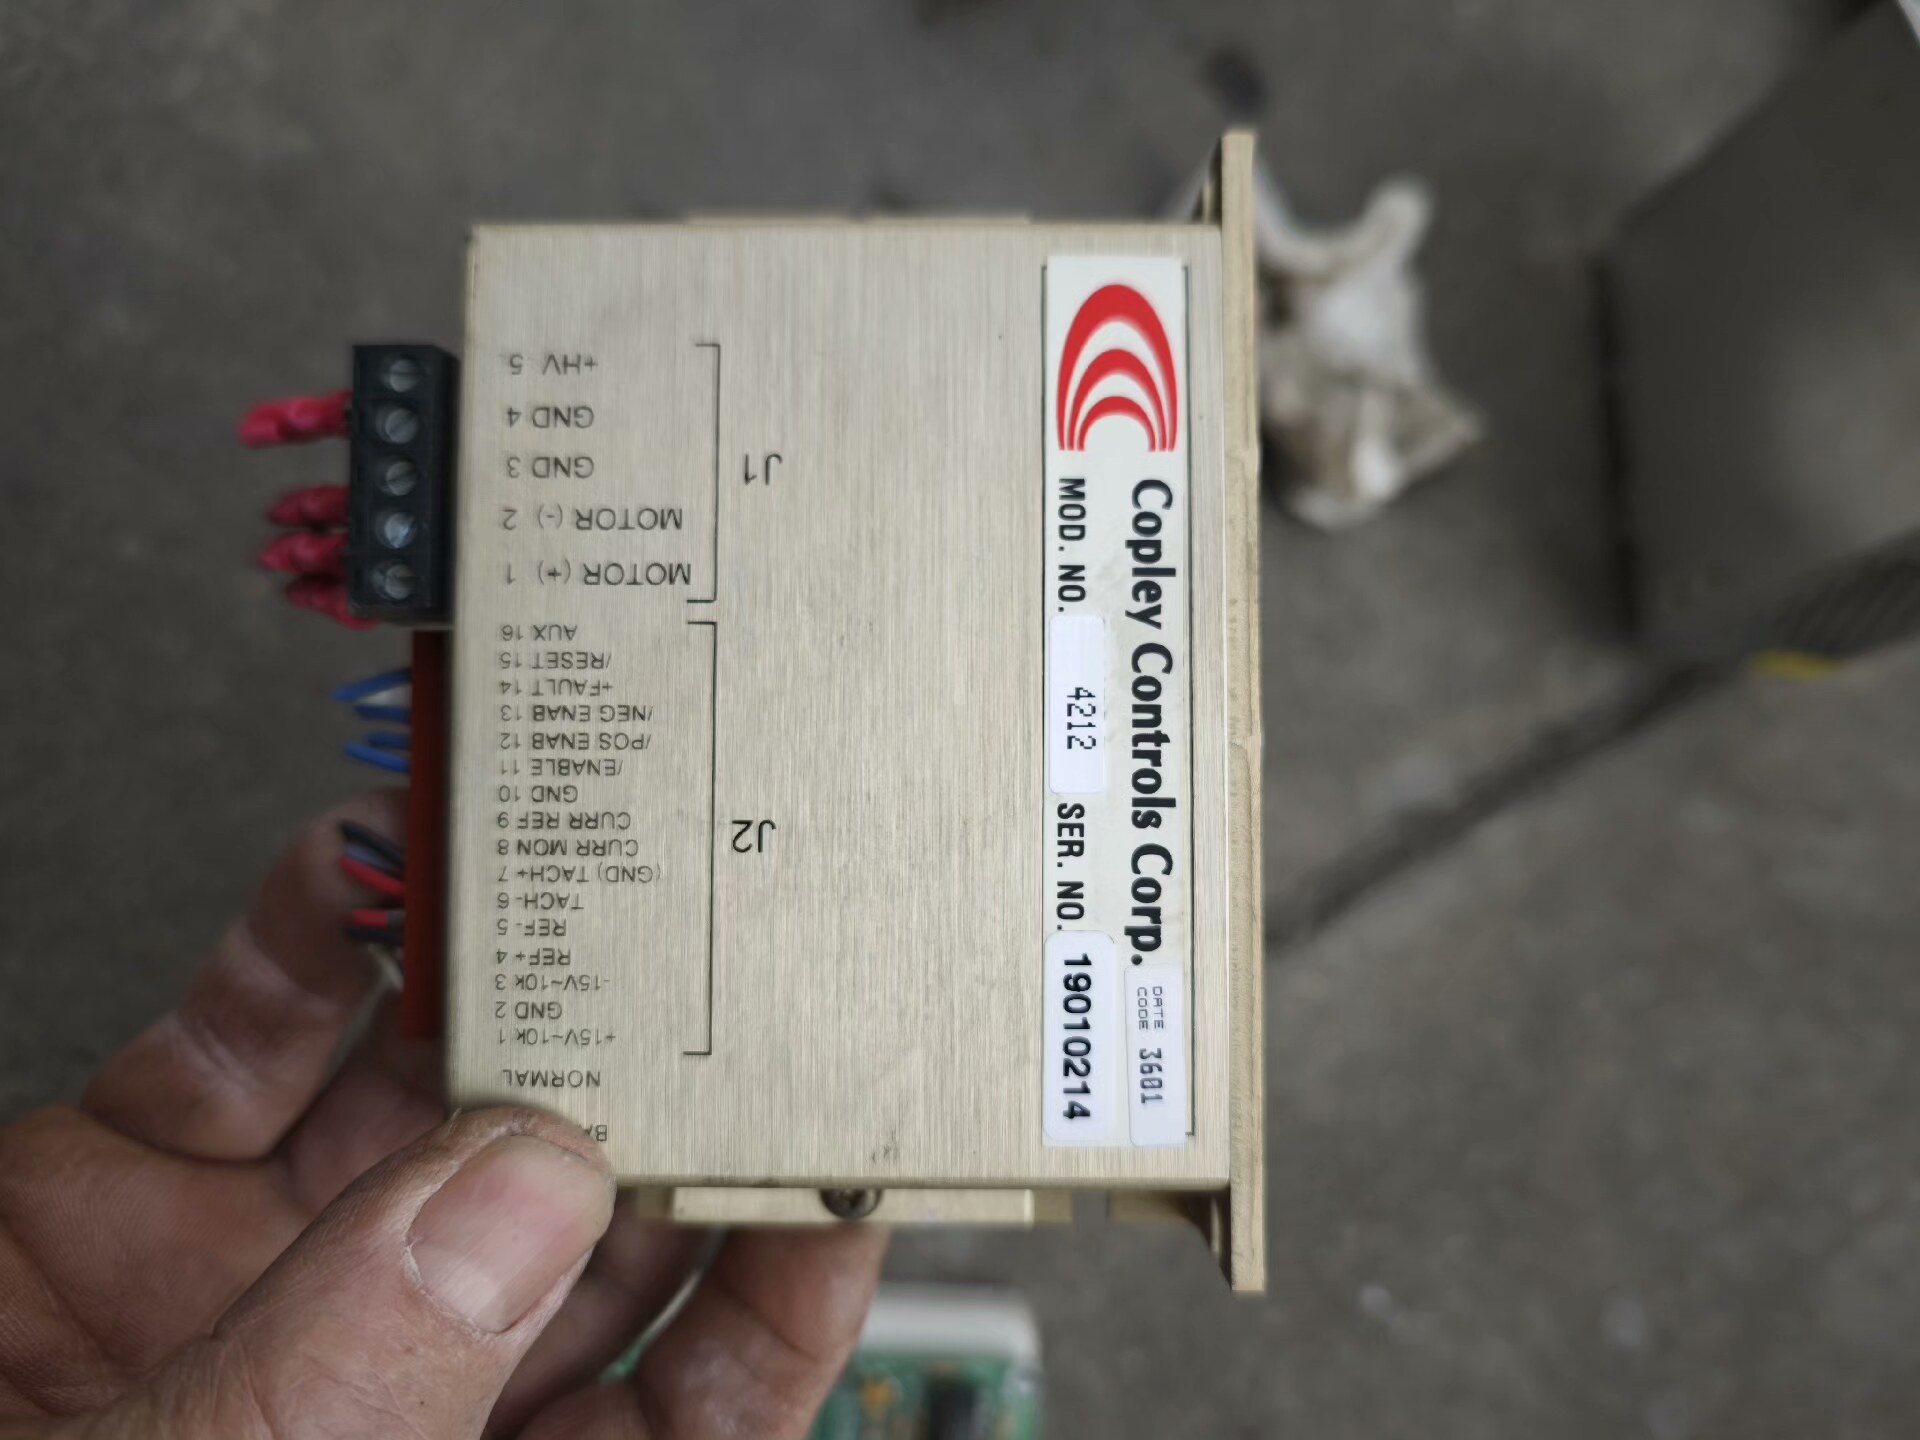 Copley Controls Corp.
MOD. NO. 4212 SER. NO. 19010214
DATE CODE 3601
J1
+HV 5
GND 4
GND 3
MOTOR (-) 2
MOTOR (+) 1
J2
AUX 16
/RESET 15
+FAULT 14
/NEG ENAB 13
/POS ENAB 12
/ENABLE 11
GND 10
CURR REF 9
CURR MON 8
(GND) TACH+ 7
TACH- 6
REF- 5
REF+ 4
-15V~10k 3
GND 2
+15V~10k 1
NORMAL